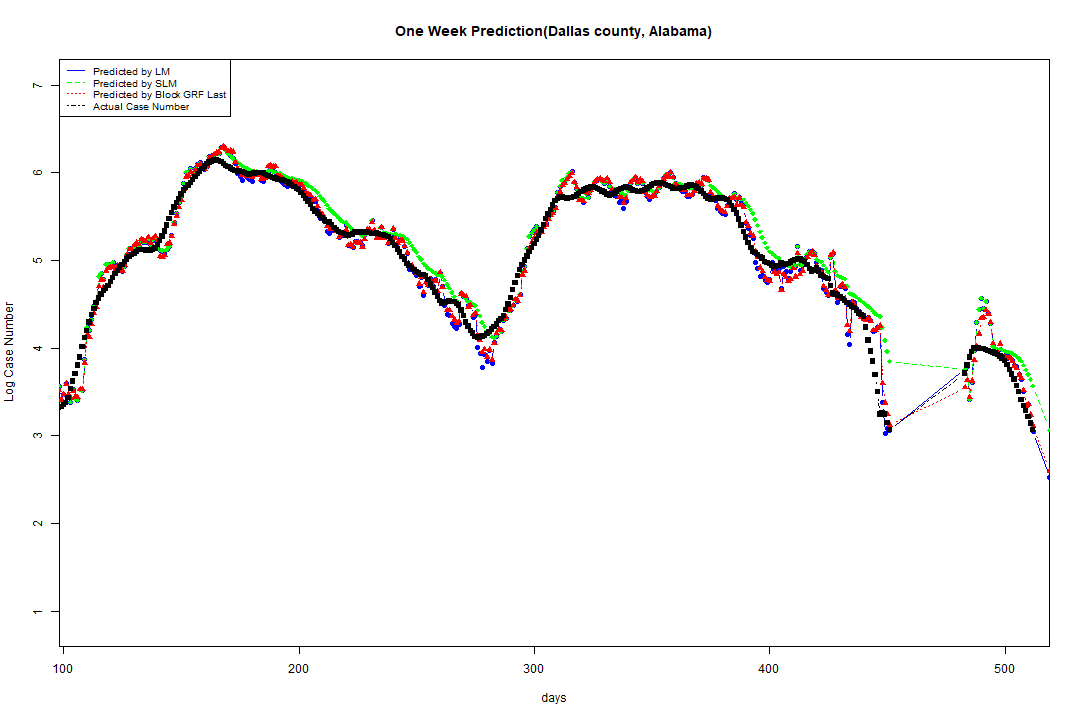 One Week Prediction(Dallas county, Alabama)
Predicted by LM
Predicted by SLM
Predicted by Block GRF Last
Actual Case Number
Log Case Number
7
6
5
4
3
2
1
100 200 300 400 500
days